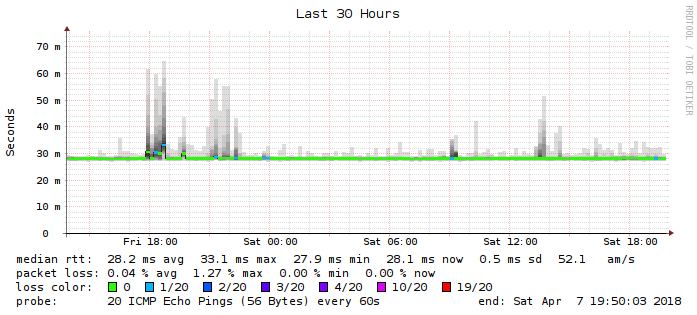 Last 30 Hours
RRDTOOL / TOBI OETIKER
Seconds
70 m
60 m
50 m
40 m
30 m
20 m
10 m
0
Fri 18:00 Sat 00:00 Sat 06:00 Sat 12:00 Sat 18:00
median rtt: 28.2 ms avg 33.1 ms max 27.9 ms min 28.1 ms now 0.5 ms sd 52.1 am/s
packet loss: 0.04 % avg 1.27 % max 0.00 % min 0.00 % now
loss color: 0 1/20 2/20 3/20 4/20 10/20 19/20
probe: 20 ICMP Echo Pings (56 Bytes) every 60s end: Sat Apr 7 19:50:03 2018